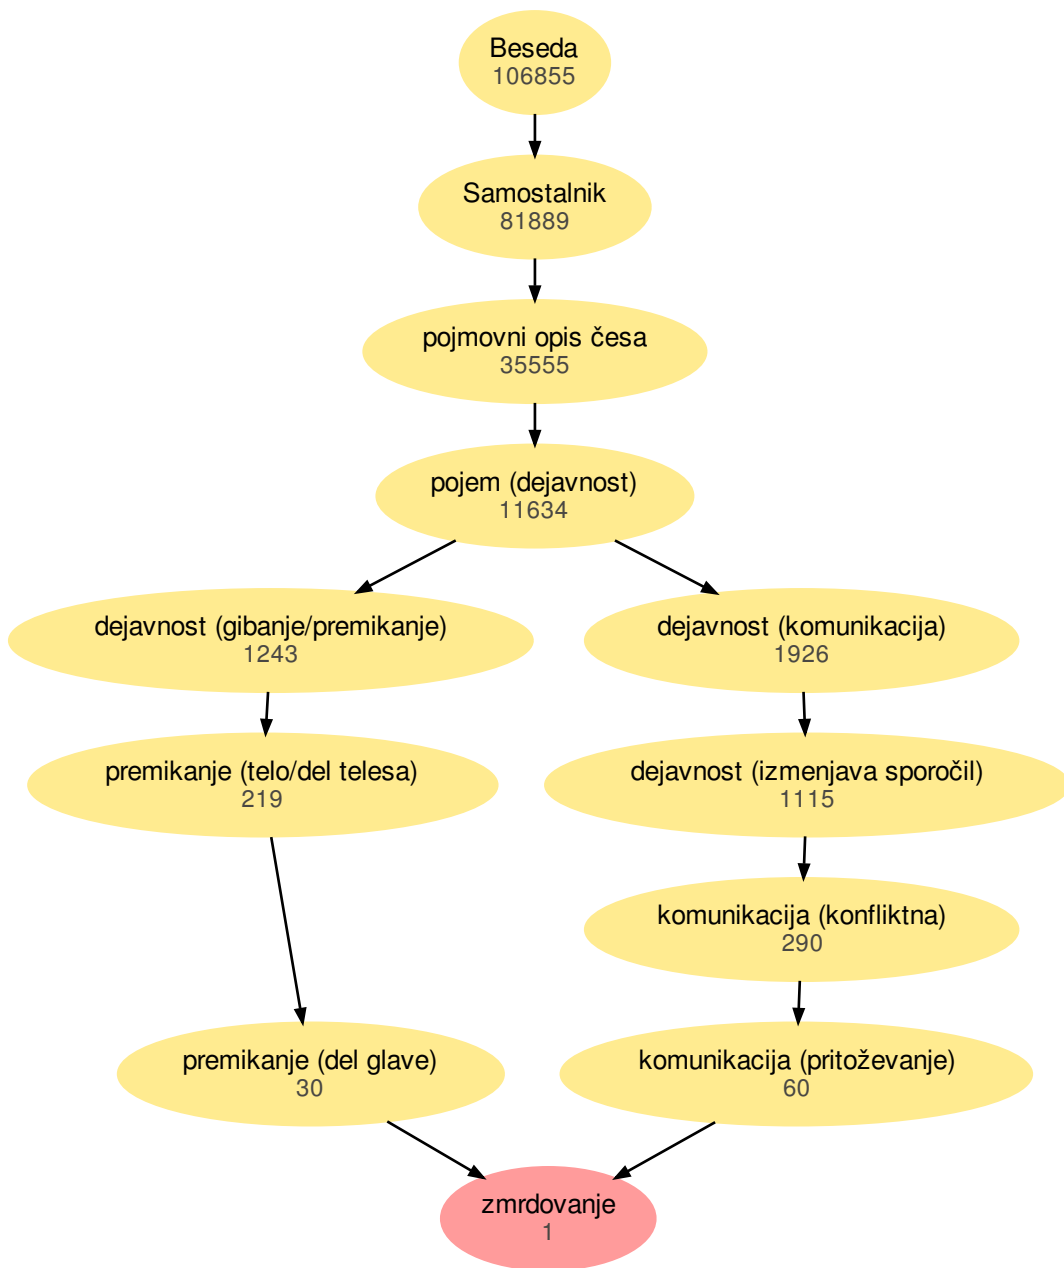 Beseda
106855
Samostalnik
81889
pojmovni opis česa
35555
pojem (dejavnost)
11634
dejavnost (gibanje/premikanje)
1243
dejavnost (komunikacija)
1926
premikanje (telo/del telesa)
219
dejavnost (izmenjava sporočil)
1115
komunikacija (konfliktna)
290
premikanje (del glave)
30
komunikacija (pritoževanje)
60
zmrdovanje
1